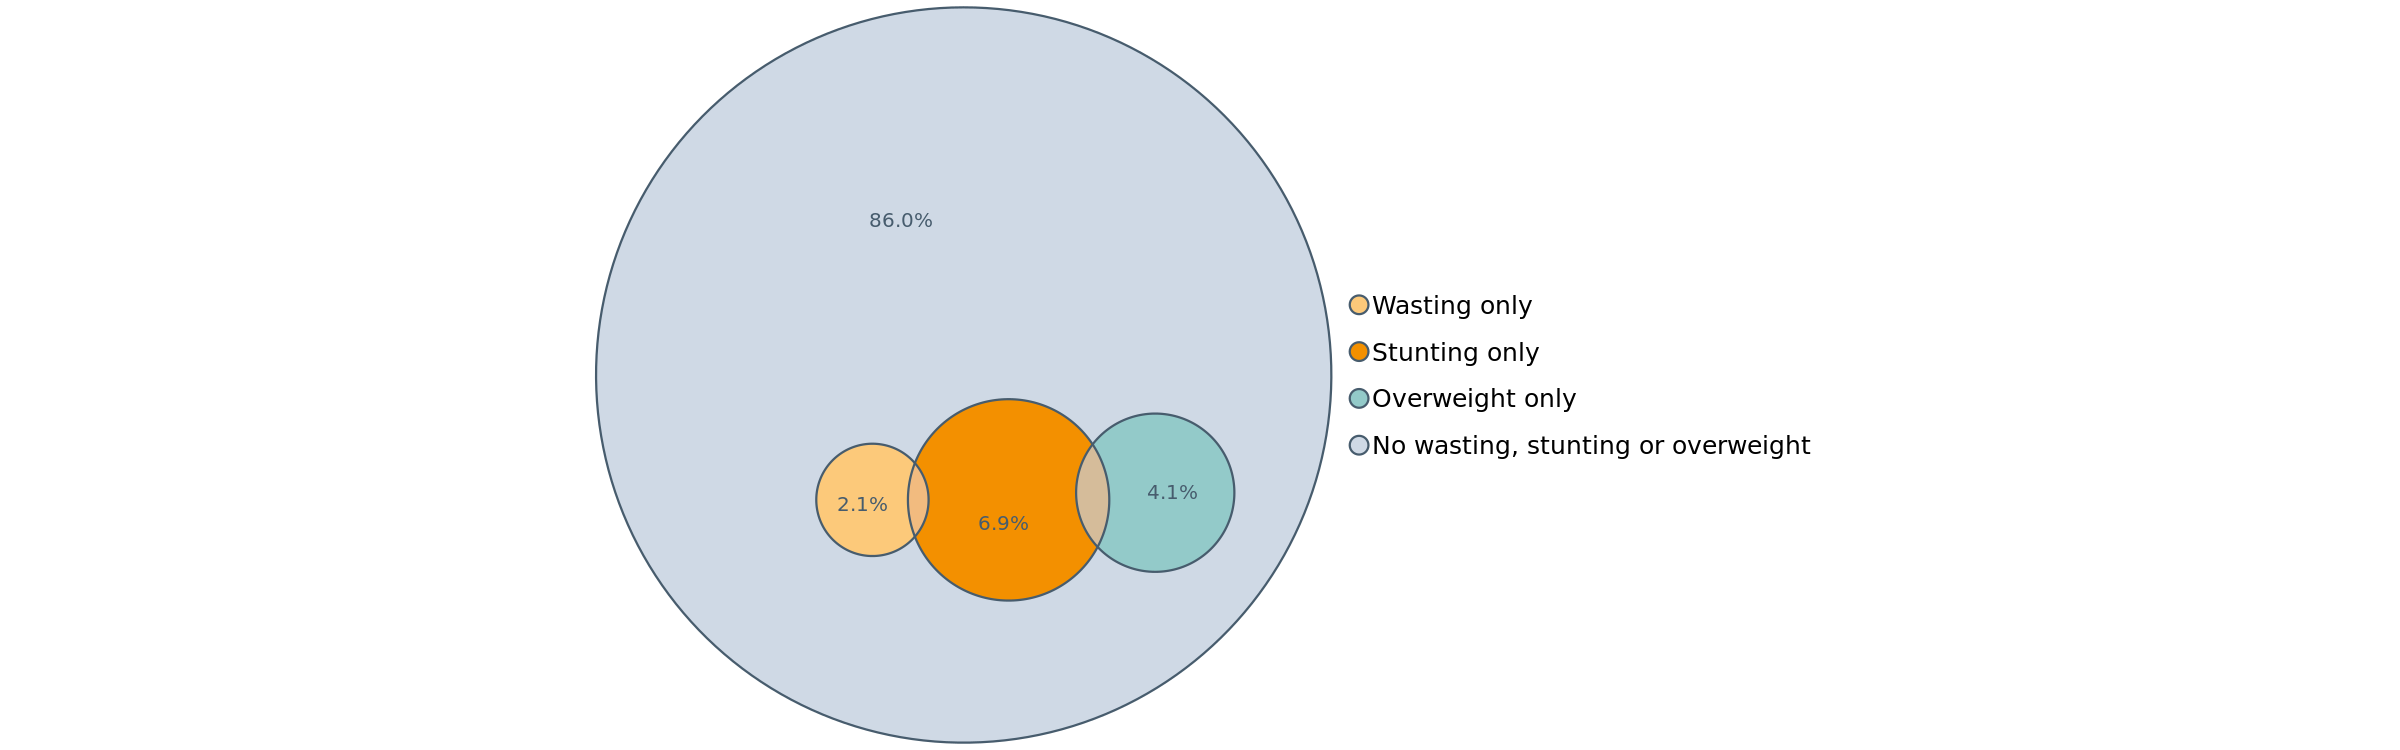 86.0%
2.1%
6.9%
4.1%
Wasting only
Stunting only
Overweight only
No wasting, stunting or overweight